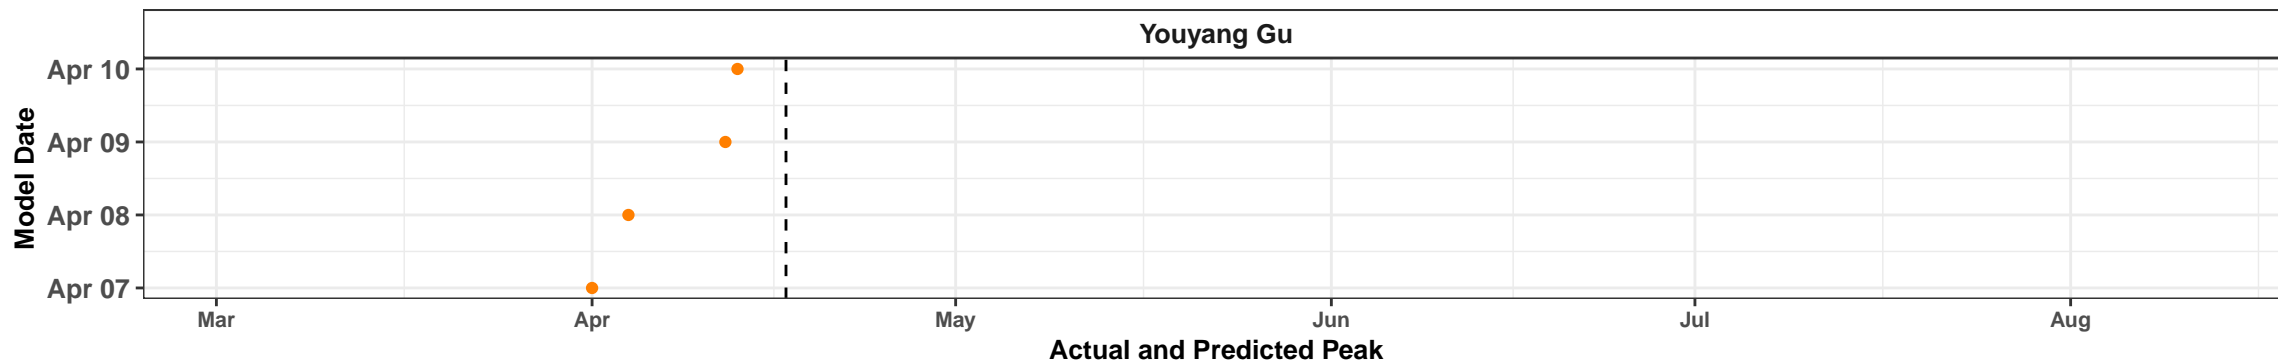 Youyang Gu
Apr 10
Apr 09
Apr 08
Apr 07
Model Date
Mar Apr May Jun Jul Aug
Actual and Predicted Peak